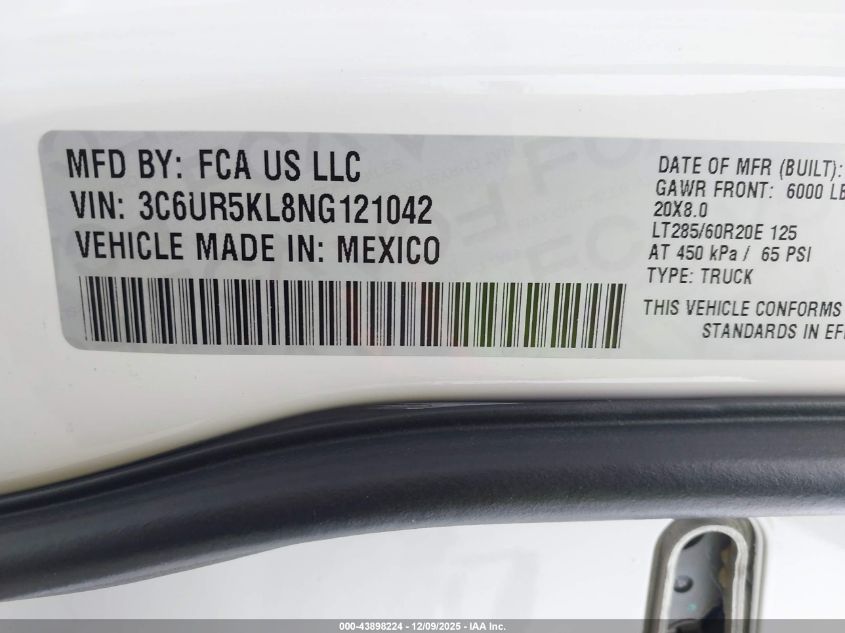 MFD BY: FCA US LLC
VIN: 3C6UR5KL8NG121042
VEHICLE MADE IN: MEXICO
DATE OF MFR (BUILT):
GAWR FRONT: 6000 LB
20X8.0
LT285/60R20E 125
AT 450 kPa / 65 PSI
TYPE: TRUCK
THIS VEHICLE CONFORMS
STANDARDS IN EF
000-43898224 - 12/09/2025 - IAA Inc.